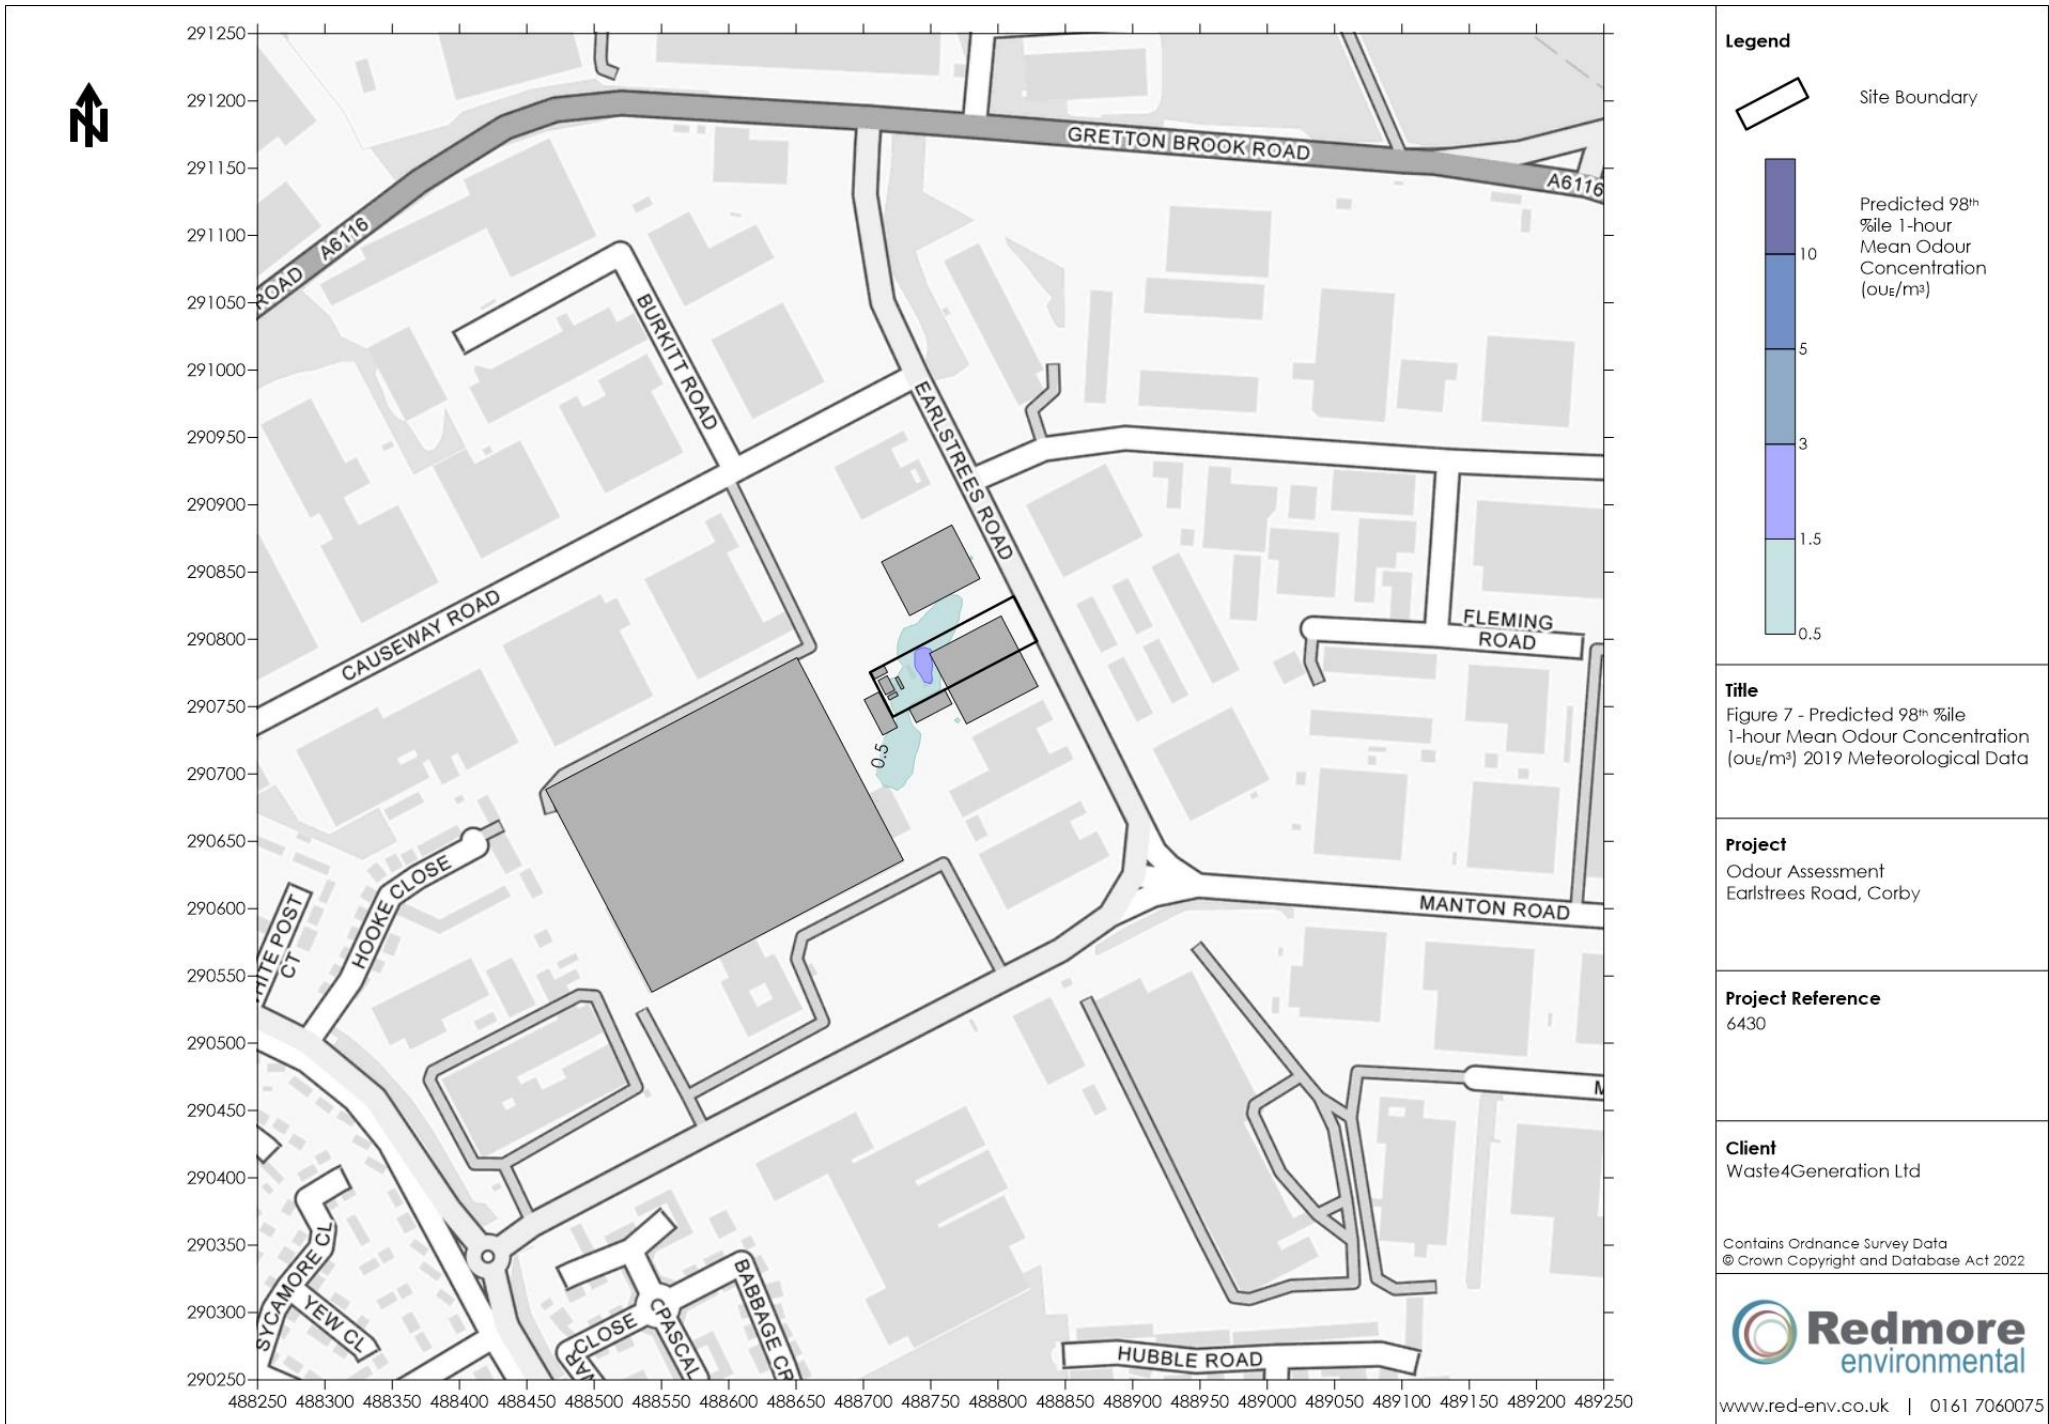 N
291250
291200
291150
291100
291050
291000
290950
290900
290850
290800
290750
290700
290650
290600
290550
290500
290450
290400
290350
290300
290250
488250 488300 488350 488400 488450 488500 488550 488600 488650 488700 488750 488800 488850 488900 488950 489000 489050 489100 489150 489200 489250
GRETTON BROOK ROAD
A6116
ROAD A6116
BURKITT ROAD
EARLSTREES ROAD
CAUSEWAY ROAD
FLEMING
ROAD
0.5
HOOKE CLOSE
HITE POST
CT
MANTON ROAD
M
SYCAMORE CL
YEW CL
CLOSE
PASCAL
BABBAGE CR
HUBBLE ROAD
Legend
Site Boundary
10
5
3
1.5
0.5
Predicted 98th
%ile 1-hour
Mean Odour
Concentration
(ouE/m³)
Title
Figure 7 - Predicted 98th %ile
1-hour Mean Odour Concentration
(ouE/m³) 2019 Meteorological Data
Project
Odour Assessment
Earlstrees Road, Corby
Project Reference
6430
Client
Waste4Generation Ltd
Contains Ordnance Survey Data
© Crown Copyright and Database Act 2022
Redmore
environmental
www.red-env.co.uk | 0161 7060075